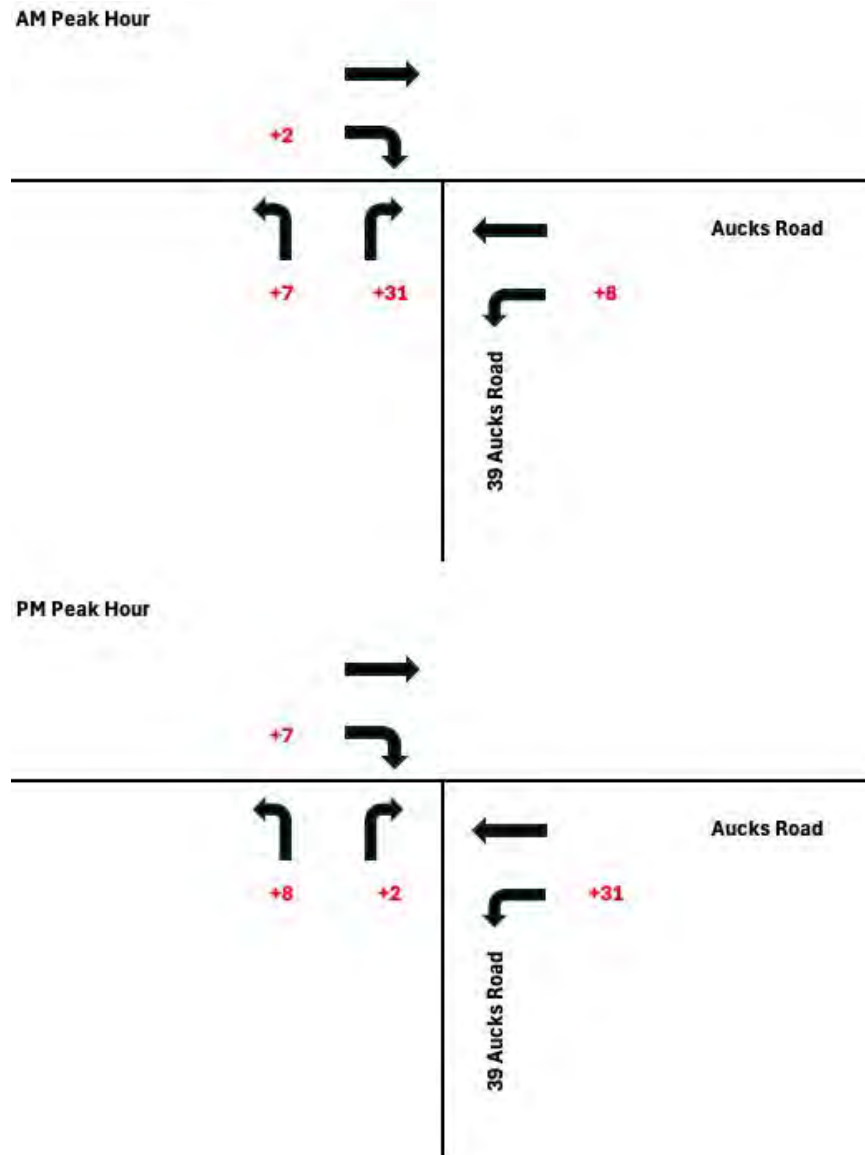 AM Peak Hour
+2
Aucks Road
+7 +31 +8
39 Aucks Road
PM Peak Hour
+7
Aucks Road
+8 +2 +31
39 Aucks Road